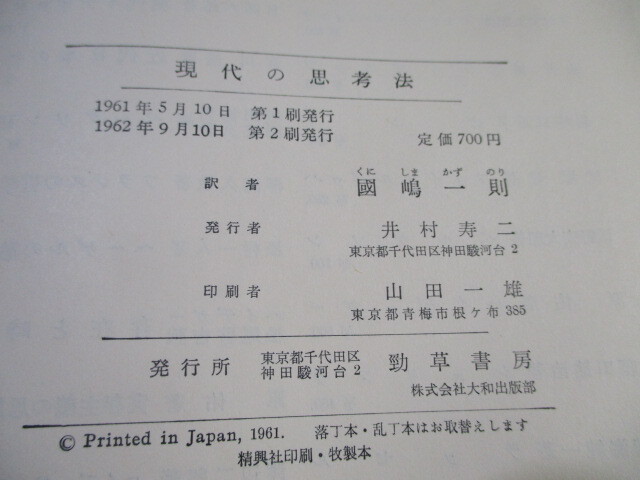 現代の思考法
1961年5月10日 第1刷発行
1962年9月10日 第2刷発行
定価700円
くに しま かず のり
訳者 國嶋一則
発行者 井村寿二
東京都千代田区神田駿河台2
印刷者 山田一雄
東京都青梅市根ヶ布385
発行所 東京都千代田区神田駿河台2 勁草書房
株式会社大和出版部
© Printed in Japan, 1961. 落丁本・乱丁本はお取替えします
精興社印刷・牧製本